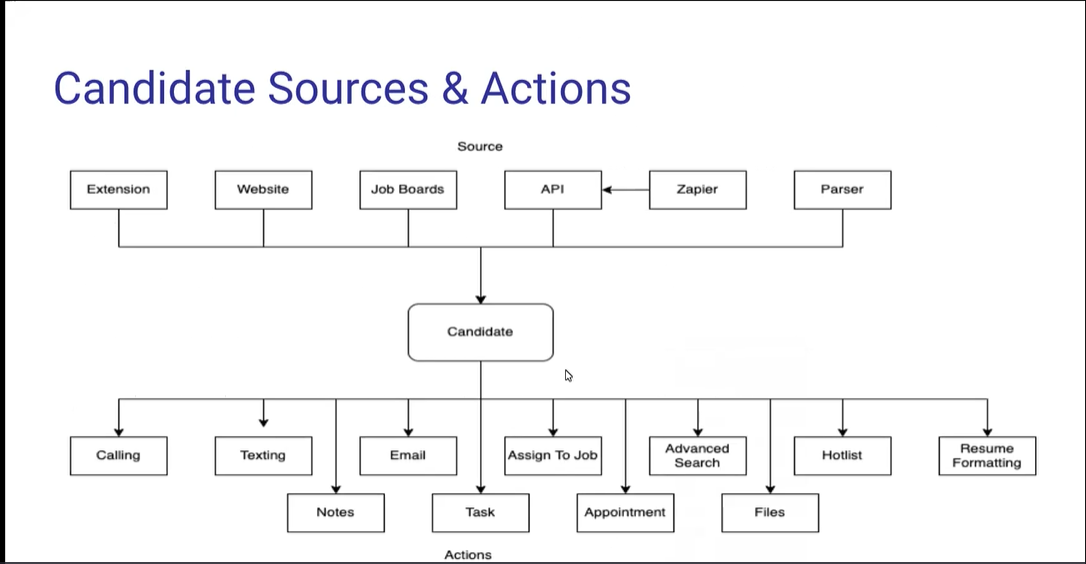 Candidate Sources & Actions
Source
Extension
Website
Job Boards
API
Zapier
Parser
Candidate
Calling
Texting
Email
Assign To Job
Advanced
Search
Hotlist
Resume
Formatting
Notes
Task
Appointment
Files
Actions